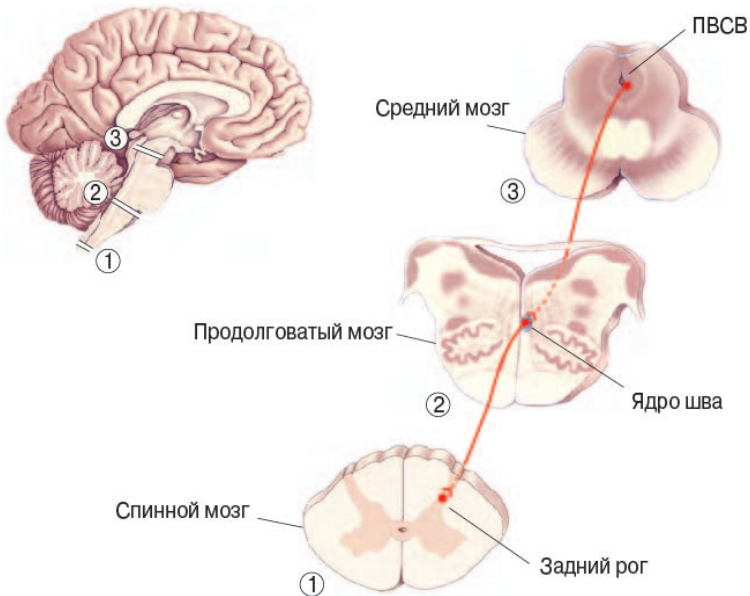 ПВСВ
Средний мозг
③
②
①
③
Продолговатый мозг
②
Ядро шва
Спинной мозг
Задний рог
①